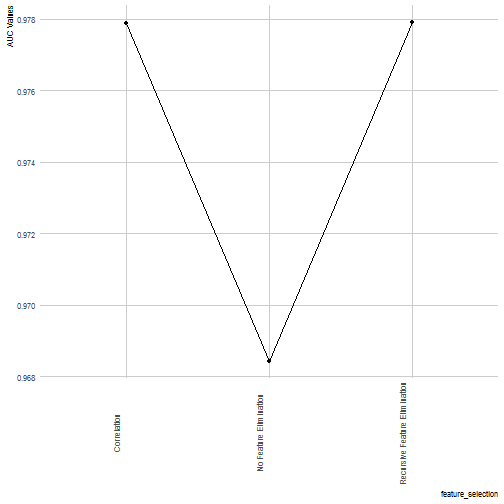 AUC Values
0.978
0.976
0.974
0.972
0.970
0.968
Correlation
No Feature Elimination
Recursive Feature Elimination
feature_selection